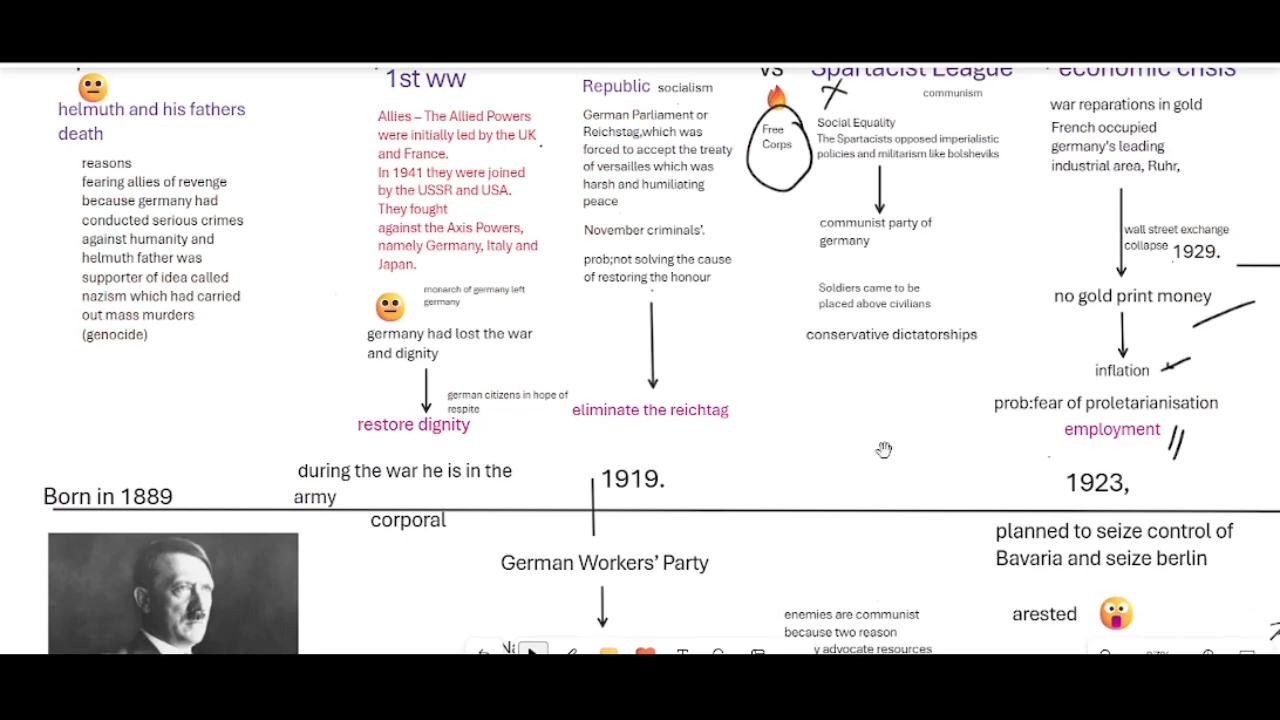 helmuth and his fathers
death
reasons
fearing allies of revenge
because germany had
conducted serious crimes
against humanity and
helmuth father was
supporter of idea called
nazism which had carried
out mass murders
(genocide)
1st ww
Allies – The Allied Powers
were initially led by the UK
and France.
In 1941 they were joined
by the USSR and USA.
They fought
against the Axis Powers,
namely Germany, Italy and
Japan.
monarch of germany left
germany
germany had lost the war
and dignity
german citizens in hope of
respite
restore dignity
Republic socialism
German Parliament or
Reichstag,which was
forced to accept the treaty
of versailles which was
harsh and humiliating
peace
November criminals’.
prob;not solving the cause
of restoring the honour
eliminate the reichtag
vs
Free
Corps
Spartacist League
communism
Social Equality
The Spartacists opposed imperialistic
policies and militarism like bolsheviks
communist party of
germany
Soldiers came to be
placed above civilians
conservative dictatorships
economic crisis
war reparations in gold
French occupied
germany's leading
industrial area, Ruhr,
wall street exchange
collapse 1929.
no gold print money
inflation
prob:fear of proletarianisation
employment
Born in 1889
during the war he is in the
army
corporal
1919.
German Workers’ Party
1923,
planned to seize control of
Bavaria and seize berlin
arested
enemies are communist
because two reason
y advocate resources